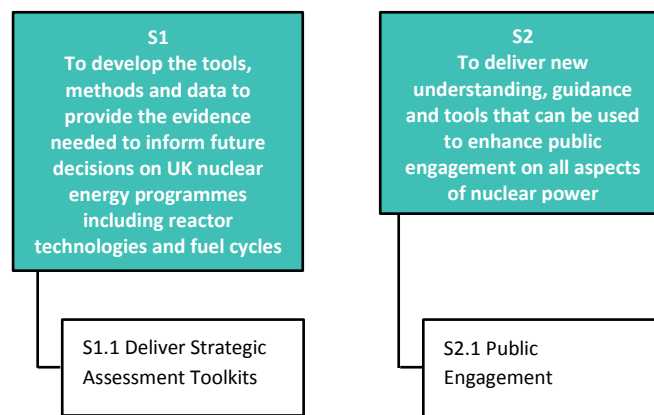 S1
To develop the tools,
methods and data to
provide the evidence
needed to inform future
decisions on UK nuclear
energy programmes
including reactor
technologies and fuel cycles
S1.1 Deliver Strategic
Assessment Toolkits
S2
To deliver new
understanding, guidance
and tools that can be used
to enhance public
engagement on all aspects
of nuclear power
S2.1 Public
Engagement